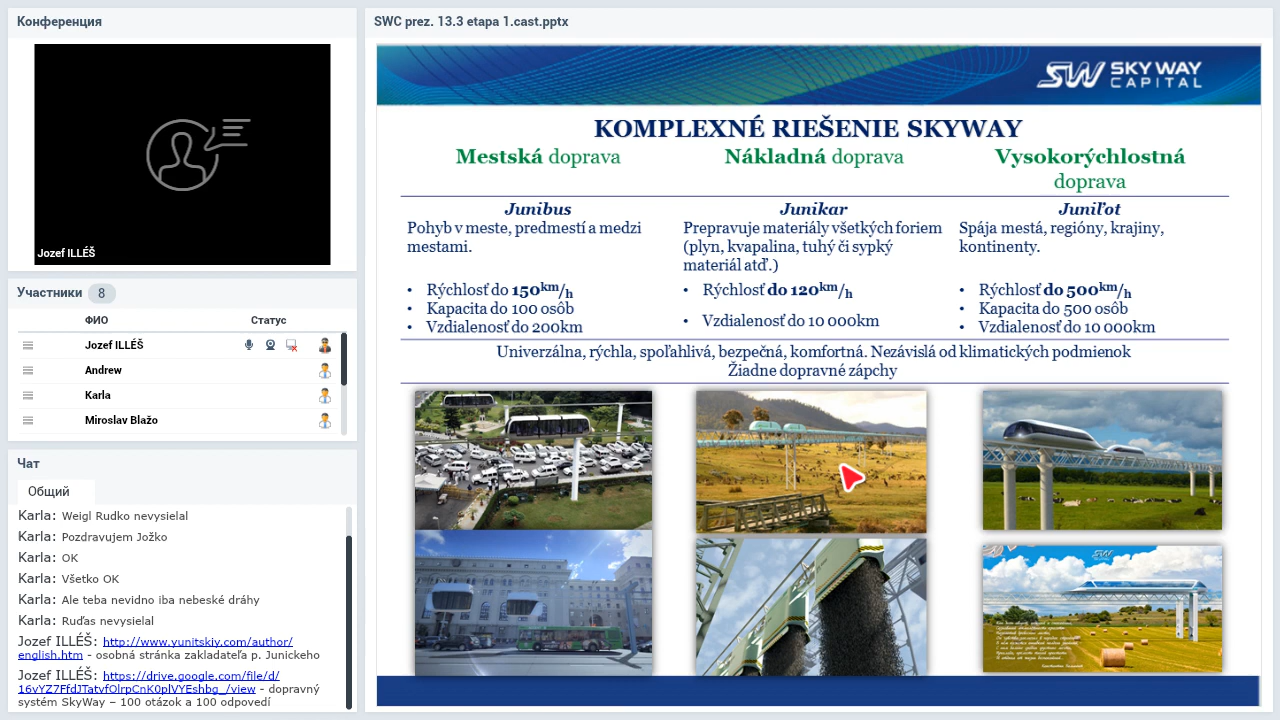 Конференция
Jozef ILLÉŠ
Участники 8
ФИО Статус
Jozef ILLÉŠ
Andrew
Karla
Miroslav Blažo
Чат
Общий
Karla: Weigl Rudko nevysielal
Karla: Pozdravujem Jožko
Karla: OK
Karla: Všetko OK
Karla: Ale teba nevidno iba nebeské dráhy
Karla: Ruďas nevysielal
Jozef ILLÉŠ: http://www.yunitskiy.com/author/
english.htm - osobná stránka zakladateľa p. Junického
Jozef ILLÉŠ: https://drive.google.com/file/d/
16vYZ7FfdJTatvfOlrpCnK0plVYEshbg_/view - dopravný
systém SkyWay – 100 otázok a 100 odpovedí
SWC prez. 13.3 etapa 1.cast.pptx
SW SKY WAY
CAPITAL
KOMPLEXNÉ RIEŠENIE SKYWAY
Mestská doprava
Junibus
Pohyb v meste, predmestí a medzi
mestami.
• Rýchlosť do 150km/h
• Kapacita do 100 osôb
• Vzdialenosť do 200km
Nákladná doprava
Junikar
Prepravuje materiály všetkých foriem
(plyn, kvapalina, tuhý či sypký
materiál atď.)
• Rýchlosť do 120km/h
• Vzdialenosť do 10 000km
Vysokorýchlostná
doprava
Juniľot
Spája mestá, regióny, krajiny,
kontinenty.
• Rýchlosť do 500km/h
• Kapacita do 500 osôb
• Vzdialenosť do 10 000km
Univerzálna, rýchla, spoľahlivá, bezpečná, komfortná. Nezávislá od klimatických podmienok
Žiadne dopravné zápchy